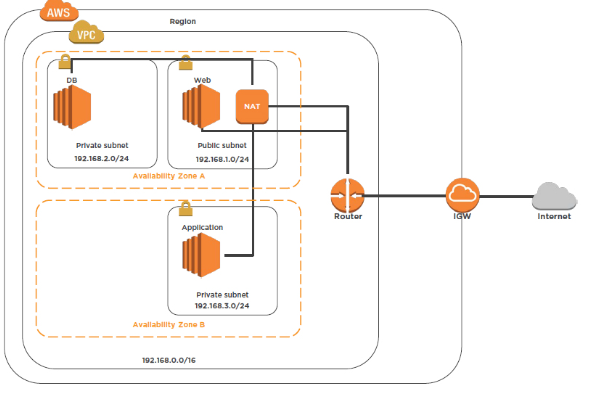 AWS
Region
VPC
DB
Web
NAT
Private subnet
192.168.2.0/24
Public subnet
192.168.1.0/24
Availability Zone A
Router
IGW
Internet
Application
Private subnet
192.168.3.0/24
Availability Zone B
192.168.0.0/16